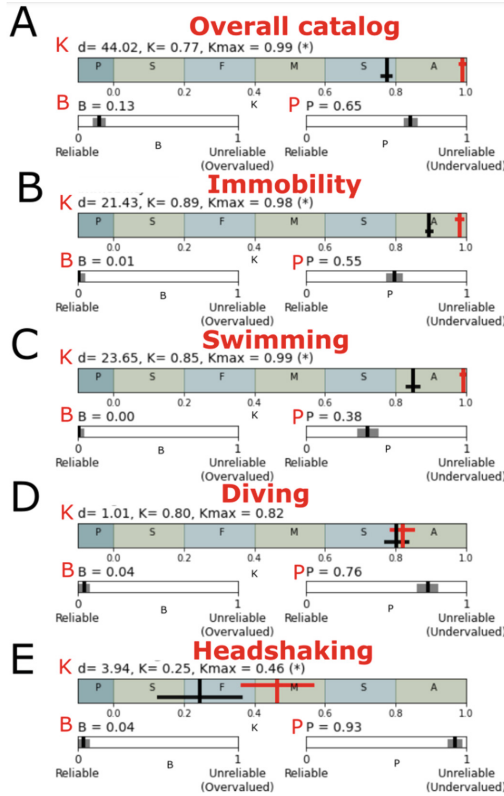 A Overall catalog
K d= 44.02, K= 0.77, Kmax = 0.99 (*)
P S F M S A
0.0 0.2 0.4 0.6 0.8 1.0
B B = 0.13 K P P = 0.65
0 1 0 1
Reliable B Unreliable Reliable P Unreliable
(Overvalued) (Undervalued)
B Immobility
K d= 21.43, K= 0.89, Kmax = 0.98 (*)
P S F M S A
0.0 0.2 0.4 0.6 0.8 1.0
B B = 0.01 K P P = 0.55
0 1 0 1
Reliable B Unreliable Reliable P Unreliable
(Overvalued) (Undervalued)
C Swimming
K d= 23.65, K= 0.85, Kmax = 0.99 (*)
P S F M S A
0.0 0.2 0.4 0.6 0.8 1.0
B B = 0.00 K P P = 0.38
0 1 0 1
Reliable B Unreliable Reliable P Unreliable
(Overvalued) (Undervalued)
D Diving
K d= 1.01, K= 0.80, Kmax = 0.82
P S F M S A
0.0 0.2 0.4 0.6 0.8 1.0
B B = 0.04 K P P = 0.76
0 1 0 1
Reliable B Unreliable Reliable P Unreliable
(Overvalued) (Undervalued)
E Headshaking
K d= 3.94, K= 0.25, Kmax = 0.46 (*)
P S F M S A
0.0 0.2 0.4 0.6 0.8 1.0
B B = 0.04 K P P = 0.93
0 1 0 1
Reliable B Unreliable Reliable P Unreliable
(Overvalued) (Undervalued)